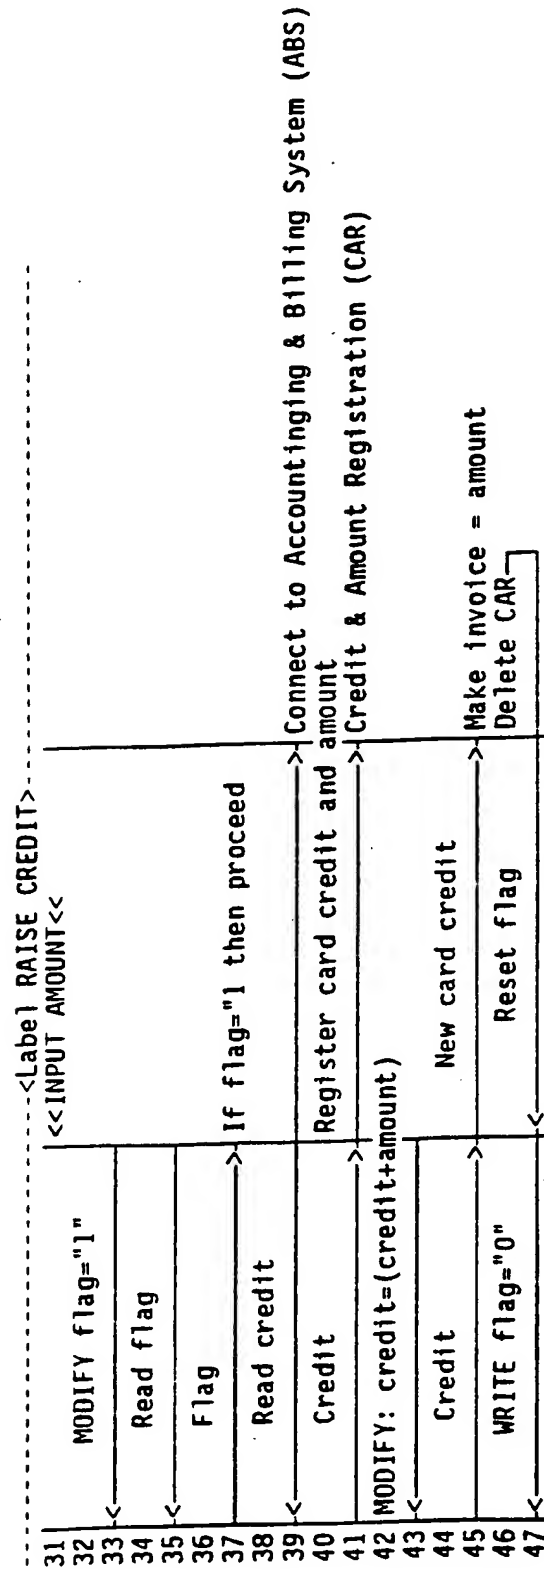 <Label RAISE CREDIT>
31 <<INPUT AMOUNT<<
32 MODIFY flag="1"
33
34 Read flag
35
36 Flag
37 If flag="1 then proceed
38 Read credit
39 Connect to Accountinging & Billing System (ABS)
40 Credit Register card credit and amount
41 Credit & Amount Registration (CAR)
42 MODIFY: credit=(credit+amount)
43
44 Credit New card credit
45 Make invoice = amount
46 WRITE flag="0" Reset flag Delete CAR
47